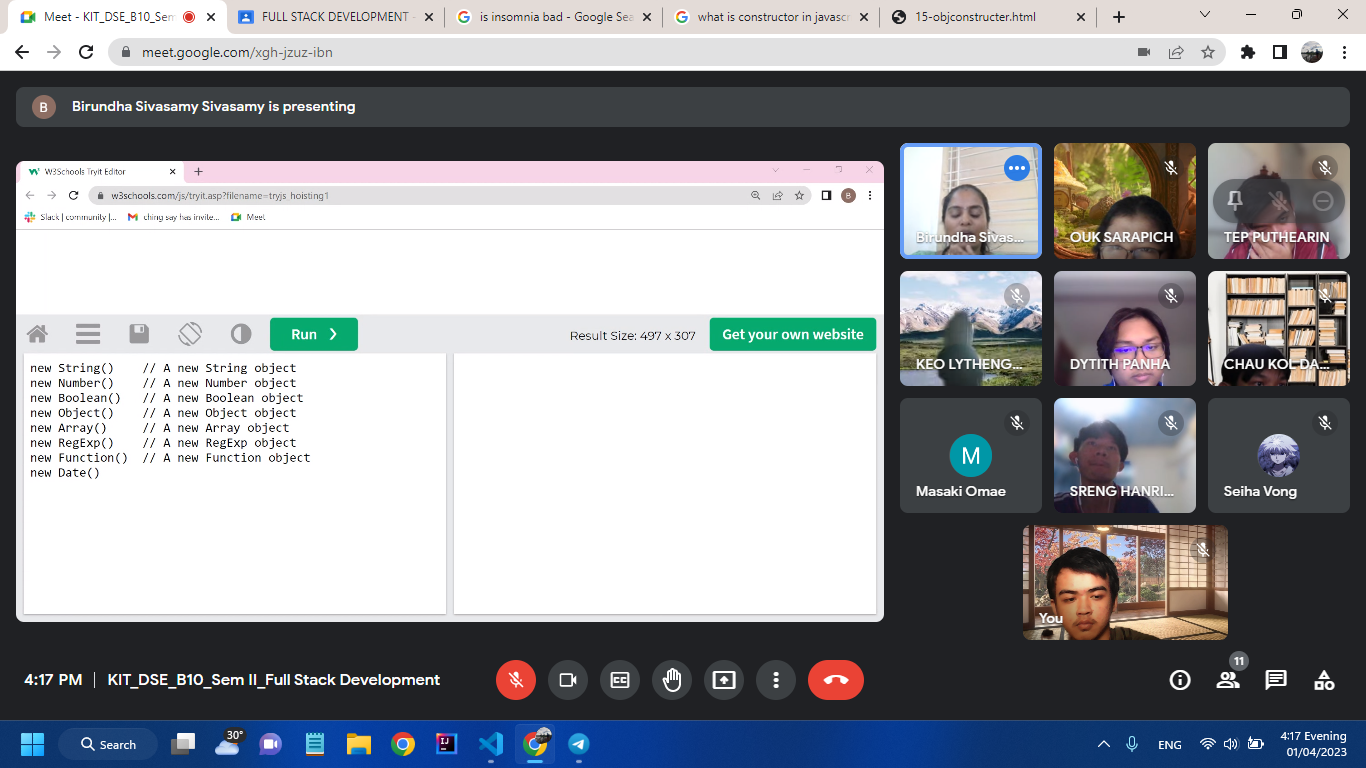 Meet - KIT_DSE_B10_Sem
FULL STACK DEVELOPMENT -
is insomnia bad - Google Sea
what is constructor in javascr
15-objconstructer.html
meet.google.com/xgh-jzuz-ibn
B
Birundha Sivasamy Sivasamy is presenting
W3Schools Tryit Editor
w3schools.com/js/tryit.asp?filename=tryjs_hoisting1
B
Slack | community |...
ching say has invite...
Meet
Run
Result Size: 497 x 307
Get your own website
new String() // A new String object
new Number() // A new Number object
new Boolean() // A new Boolean object
new Object() // A new Object object
new Array() // A new Array object
new RegExp() // A new RegExp object
new Function() // A new Function object
new Date()
Birundha Sivas...
OUK SARAPICH
TEP PUTHEARIN
KEO LYTHENG...
DYTITH PANHA
CHAU KOL DA...
M
Masaki Omae
SRENG HANRI...
Seiha Vong
You
4:17 PM | KIT_DSE_B10_Sem II_Full Stack Development
CC
11
Search
30°
IJ
ENG
4:17 Evening
01/04/2023